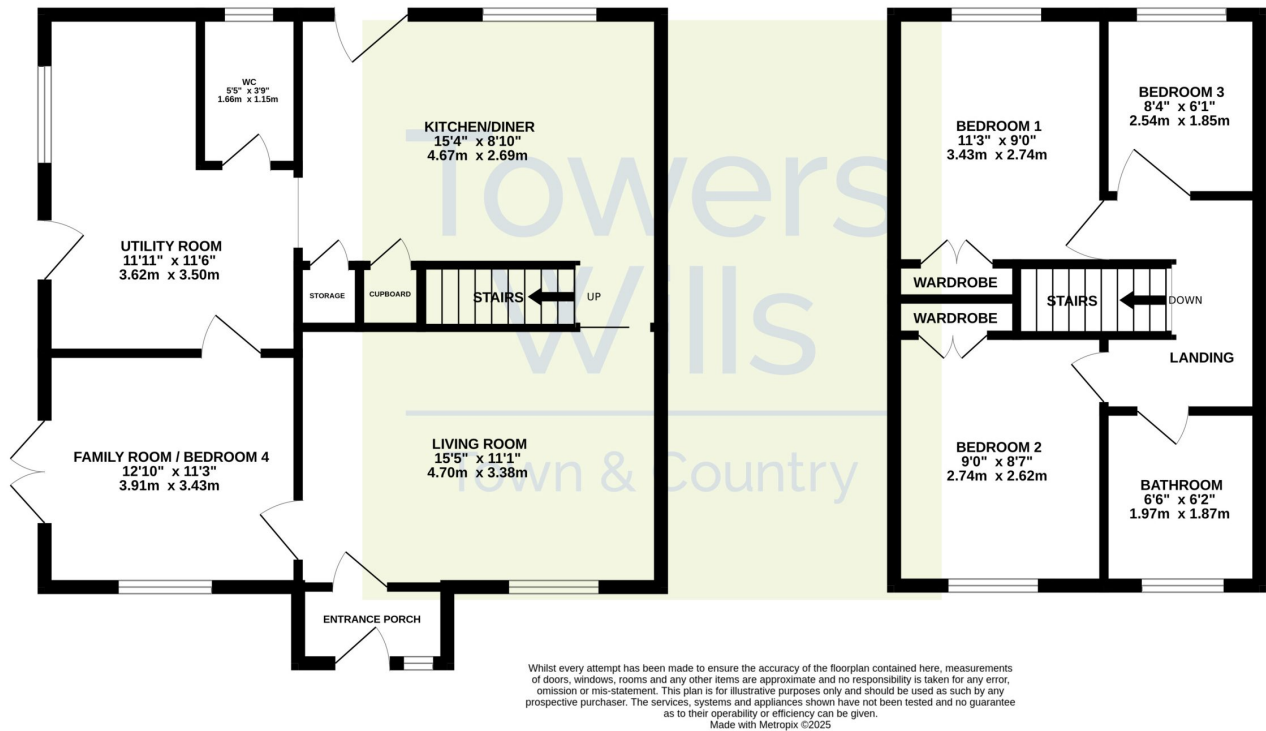 WC
5'5" x 3'9"
1.66m x 1.15m
KITCHEN/DINER
15'4" x 8'10"
4.67m x 2.69m
UTILITY ROOM
11'11" x 11'6"
3.62m x 3.50m
STORAGE
CUPBOARD
STAIRS
UP
FAMILY ROOM / BEDROOM 4
12'10" x 11'3"
3.91m x 3.43m
LIVING ROOM
15'5" x 11'1"
4.70m x 3.38m
ENTRANCE PORCH
BEDROOM 1
11'3" x 9'0"
3.43m x 2.74m
BEDROOM 3
8'4" x 6'1"
2.54m x 1.85m
WARDROBE
WARDROBE
STAIRS
DOWN
LANDING
BEDROOM 2
9'0" x 8'7"
2.74m x 2.62m
BATHROOM
6'6" x 6'2"
1.97m x 1.87m
Towers
Wills
Town & Country
Whilst every attempt has been made to ensure the accuracy of the floorplan contained here, measurements
of doors, windows, rooms and any other items are approximate and no responsibility is taken for any error,
omission or mis-statement. This plan is for illustrative purposes only and should be used as such by any
prospective purchaser. The services, systems and appliances shown have not been tested and no guarantee
as to their operability or efficiency can be given.
Made with Metropix ©2025